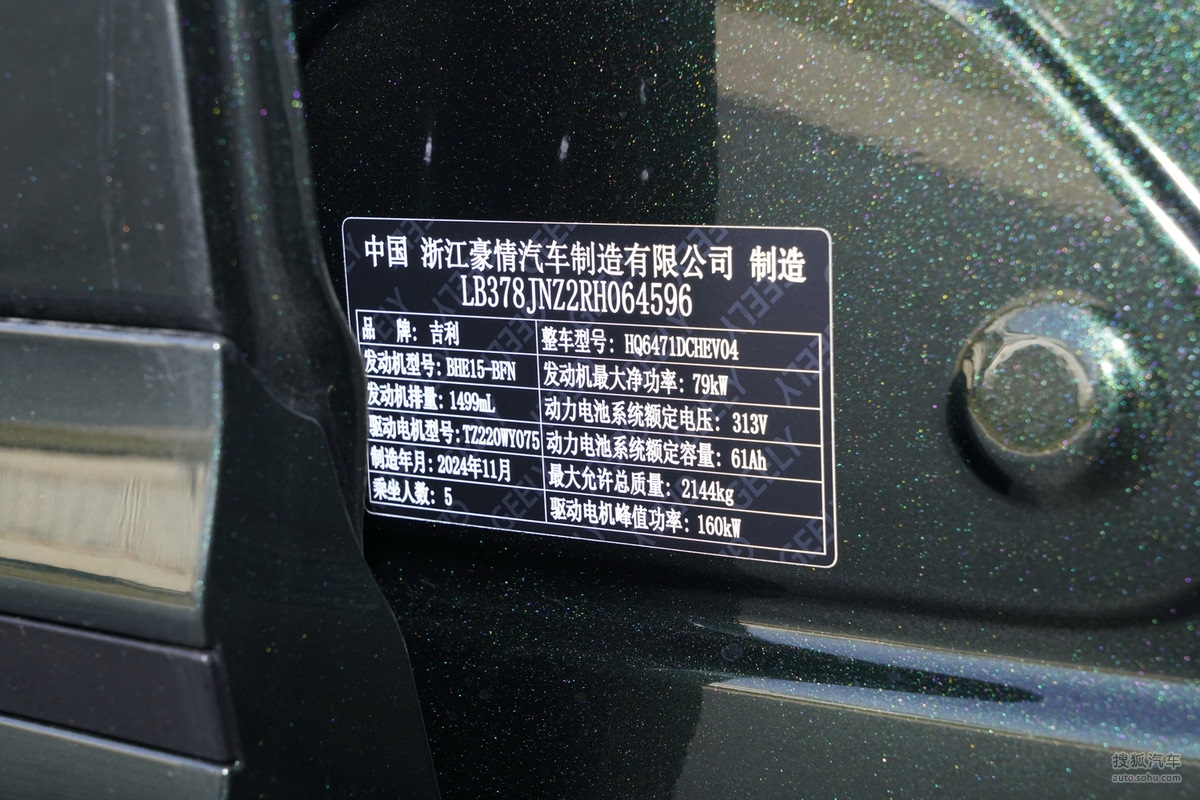 中国 浙江豪情汽车制造有限公司 制造
LB378JNZ2RH064596
品 牌: 吉利
整车型号: HQ6471DCHEV04
发动机型号: BHE15-BFN
发动机最大净功率: 79kW
发动机排量: 1499mL
动力电池系统额定电压: 313V
驱动电机型号: TZ220WY075
动力电池系统额定容量: 61Ah
制造年月: 2024年11月
最大允许总质量: 2144kg
乘坐人数: 5
驱动电机峰值功率: 160kW
搜狐汽车
auto.sohu.com